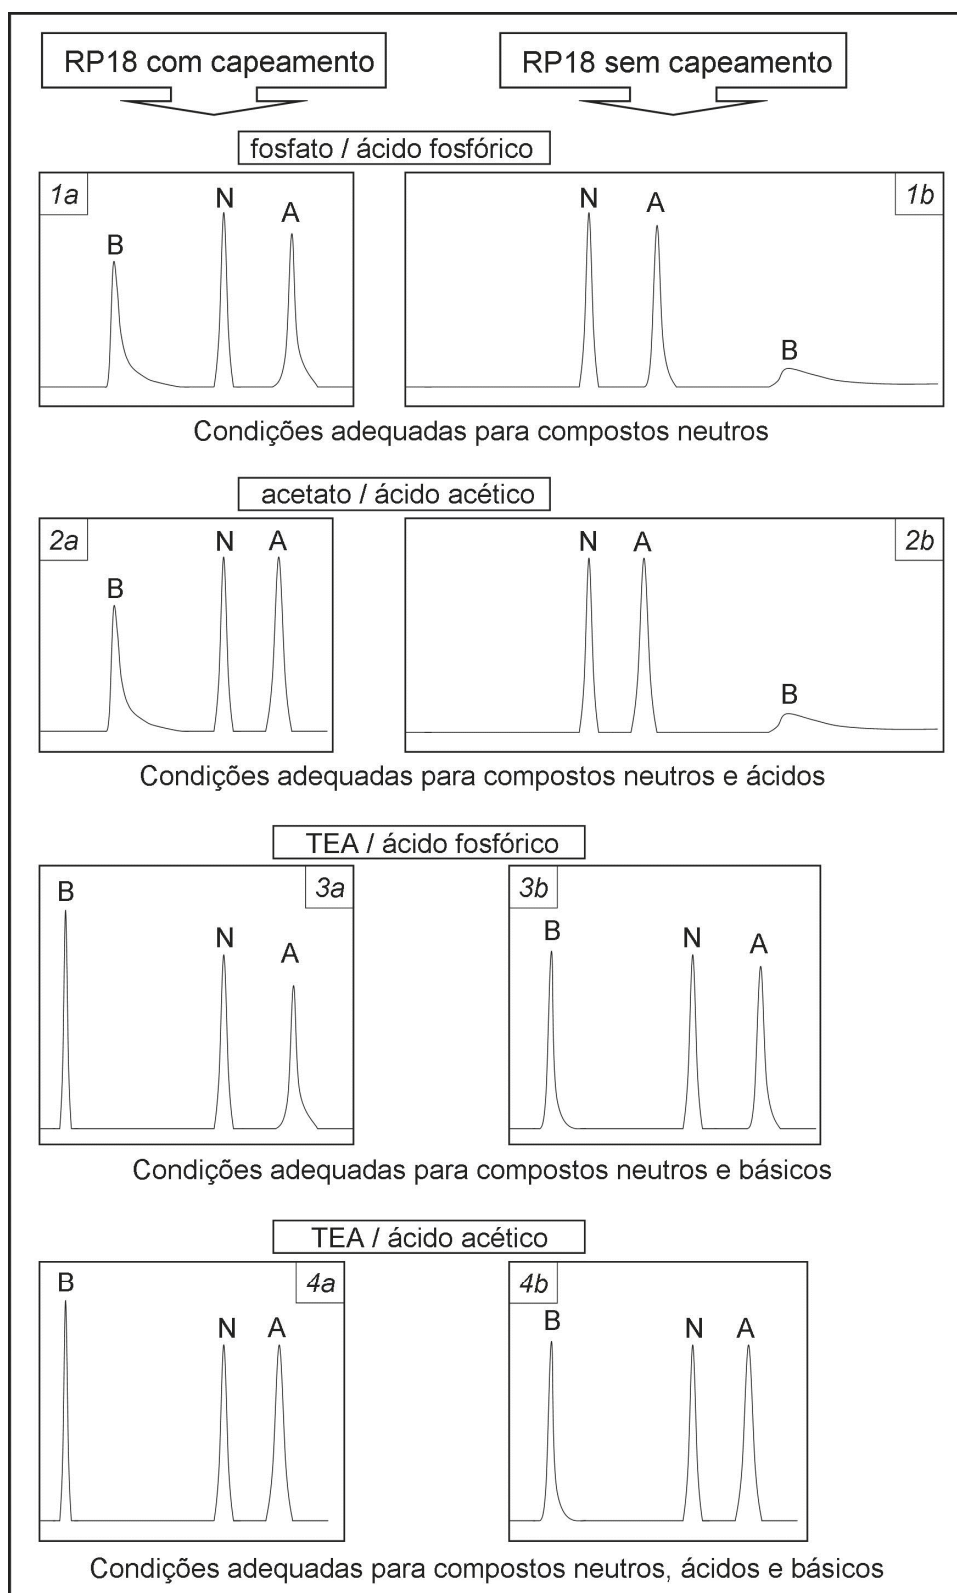 RP18 com capeamento
RP18 sem capeamento
fosfato / ácido fosfórico
1a
B
N
A
N
A
B
1b
Condições adequadas para compostos neutros
acetato / ácido acético
2a
B
N
A
N
A
B
2b
Condições adequadas para compostos neutros e ácidos
TEA / ácido fosfórico
B
N
A
3a
3b
B
N
A
Condições adequadas para compostos neutros e básicos
TEA / ácido acético
B
N
A
4a
4b
B
N
A
Condições adequadas para compostos neutros, ácidos e básicos